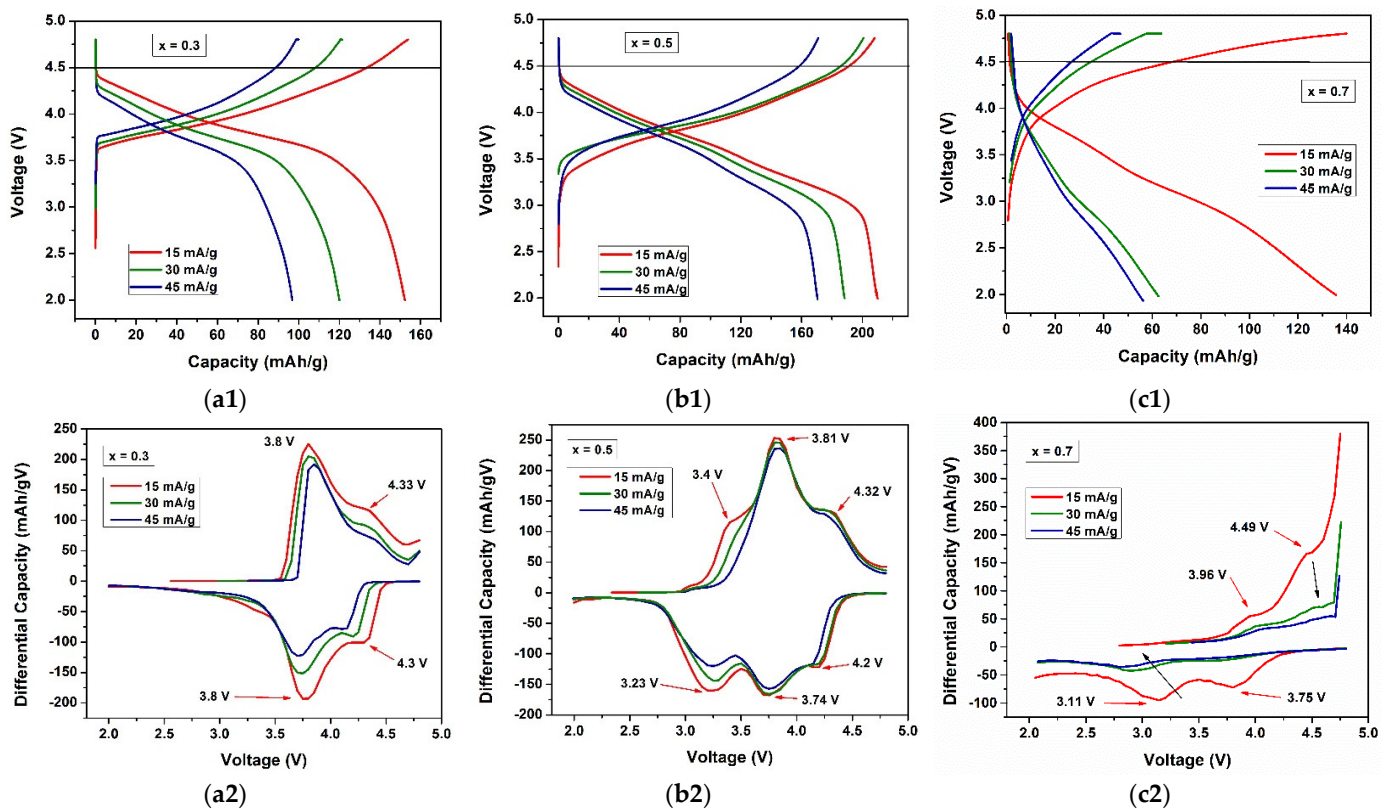 5.0
4.5
4.0
3.5
3.0
2.5
2.0
Voltage (V)
x = 0.3
15 mA/g
30 mA/g
45 mA/g
0 20 40 60 80 100 120 140 160
Capacity (mAh/g)
(a1)
5.0
4.5
4.0
3.5
3.0
2.5
2.0
Voltage (V)
x = 0.5
15 mA/g
30 mA/g
45 mA/g
0 40 80 120 160 200
Capacity (mAh/g)
(b1)
5.0
4.5
4.0
3.5
3.0
2.5
2.0
Voltage (V)
x = 0.7
15 mA/g
30 mA/g
45 mA/g
0 20 40 60 80 100 120 140
Capacity (mAh/g)
(c1)
250
200
150
100
50
0
-50
-100
-150
-200
Differential Capacity (mAh/gV)
x = 0.3
15 mA/g
30 mA/g
45 mA/g
3.8 V
4.33 V
4.3 V
3.8 V
2.0 2.5 3.0 3.5 4.0 4.5 5.0
Voltage (V)
(a2)
300
250
200
150
100
50
0
-50
-100
-150
-200
Differential Capacity (mAh/gV)
x = 0.5
15 mA/g
30 mA/g
45 mA/g
3.81 V
3.4 V
4.32 V
4.2 V
3.23 V
3.74 V
2.0 2.5 3.0 3.5 4.0 4.5 5.0
Voltage (V)
(b2)
400
350
300
250
200
150
100
50
0
-50
-100
Differential Capacity (mAh/gV)
x = 0.7
15 mA/g
30 mA/g
45 mA/g
4.49 V
3.96 V
3.11 V
3.75 V
2.0 2.5 3.0 3.5 4.0 4.5 5.0
Voltage (V)
(c2)